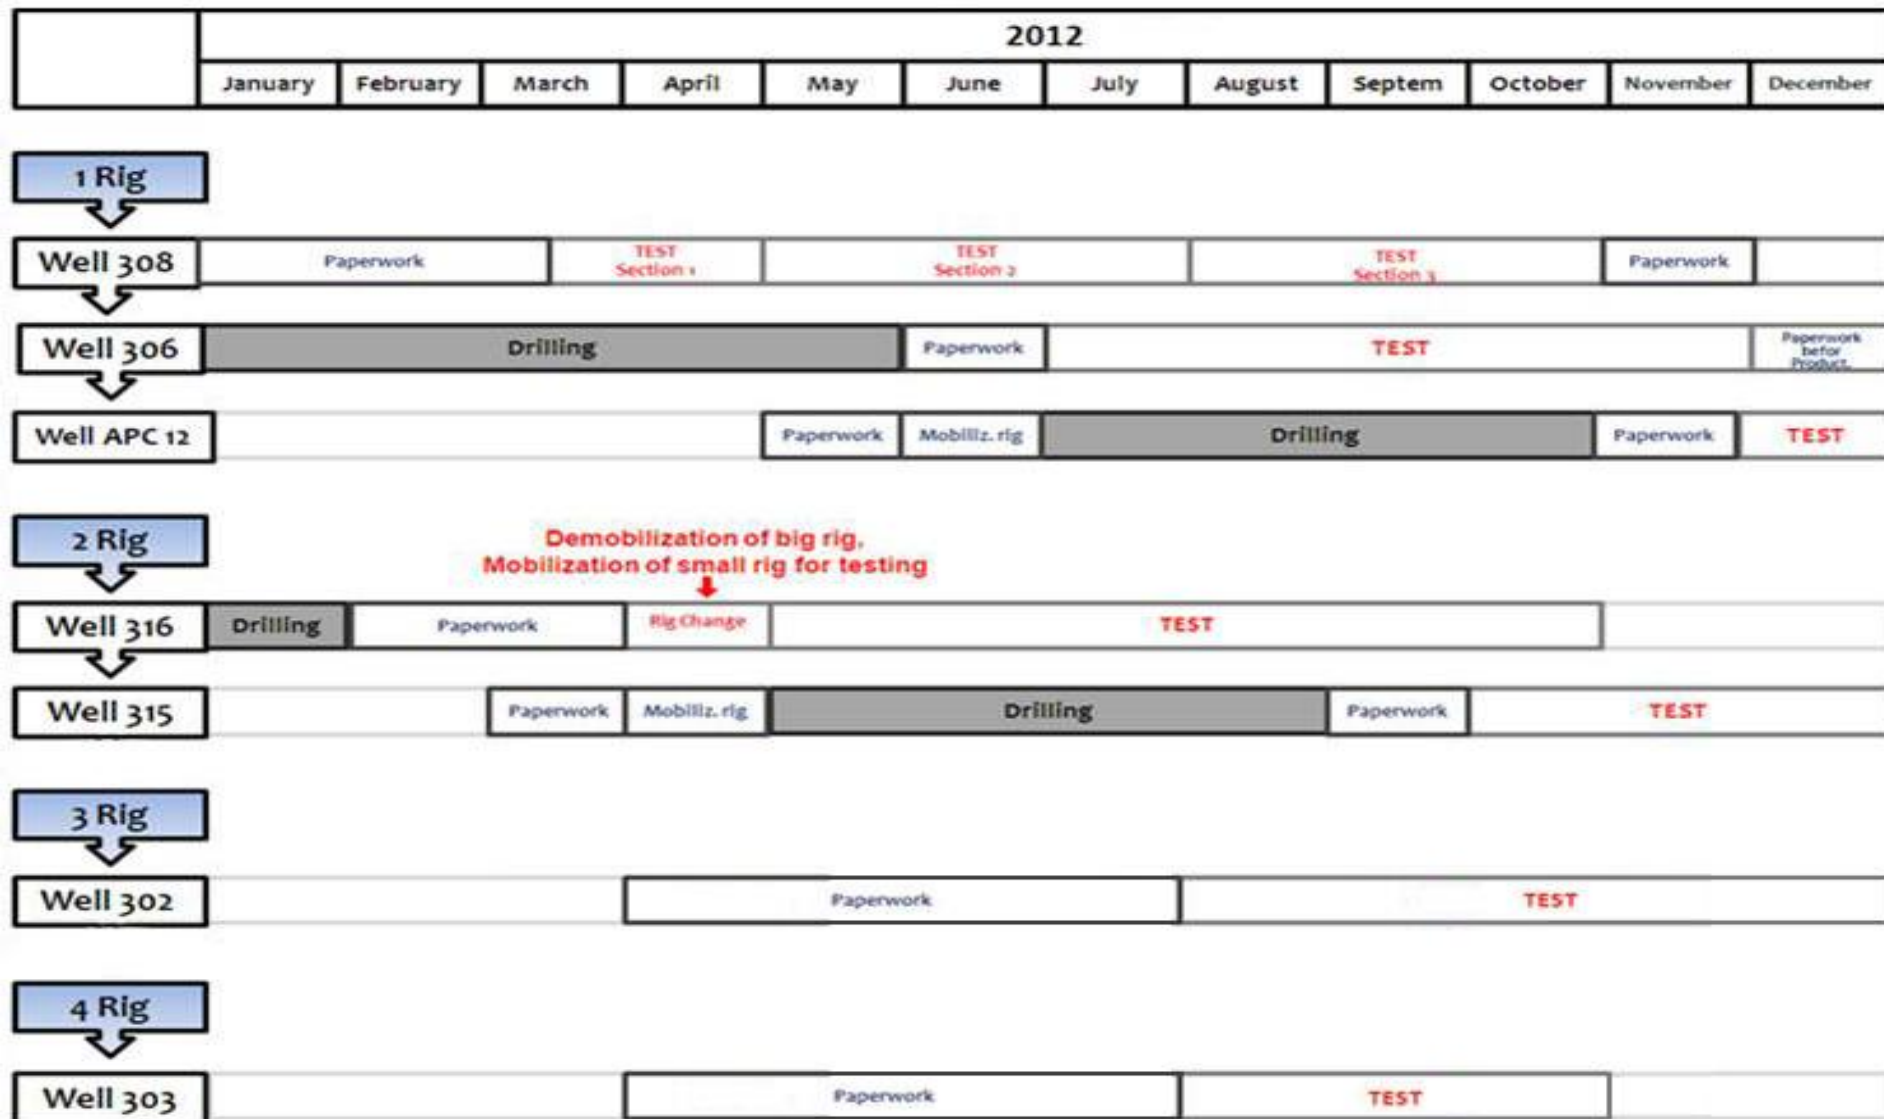 2012
January February March April May June July August Septem October November December
1 Rig
Well 308 Paperwork TEST Section 1 TEST Section 2 TEST Section 3 Paperwork
Well 306 Drilling Paperwork TEST Paperwork befor Product.
Well APC 12 Paperwork Mobiliz. rig Drilling Paperwork TEST
2 Rig
Demobilization of big rig,
Mobilization of small rig for testing
Well 316 Drilling Paperwork Rig Change TEST
Well 315 Paperwork Mobiliz. rig Drilling Paperwork TEST
3 Rig
Well 302 Paperwork TEST
4 Rig
Well 303 Paperwork TEST